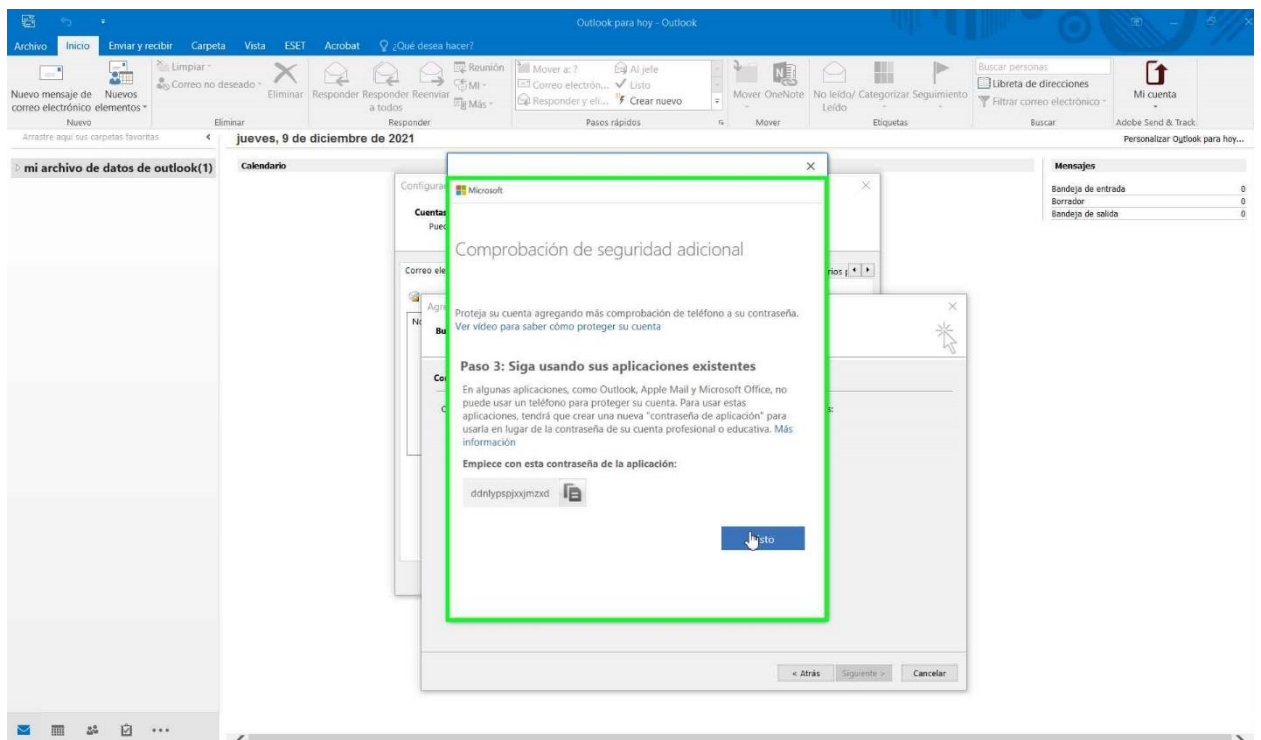 Outlook para hoy - Outlook
Archivo Inicio Enviar y recibir Carpeta Vista ESET Acrobat ¿Qué desea hacer?
Nuevo mensaje de correo electrónico
Nuevos elementos
Nuevo
Limpiar
Correo no deseado
Eliminar
Eliminar
Responder
Responder a todos
Reenviar
Reunión
MI
Más
Responder
Mover a: ?
Correo electrón...
Responder y eli...
Al jefe
Listo
Crear nuevo
Pasos rápidos
Mover
OneNote
Mover
No leído/ Leído
Categorizar
Seguimiento
Etiquetas
Buscar personas
Libreta de direcciones
Filtrar correo electrónico
Buscar
Mi cuenta
Adobe Send & Track
Arrastre aquí sus carpetas favoritas
mi archivo de datos de outlook(1)
jueves, 9 de diciembre de 2021
Personalizar Outlook para hoy...
Calendario
Mensajes
Bandeja de entrada 0
Borrador 0
Bandeja de salida 0
Microsoft
Comprobación de seguridad adicional
Proteja su cuenta agregando más comprobación de teléfono a su contraseña.
Ver vídeo para saber cómo proteger su cuenta
Paso 3: Siga usando sus aplicaciones existentes
En algunas aplicaciones, como Outlook, Apple Mail y Microsoft Office, no
puede usar un teléfono para proteger su cuenta. Para usar estas
aplicaciones, tendrá que crear una nueva "contraseña de aplicación" para
usarla en lugar de la contraseña de su cuenta profesional o educativa. Más
información
Empiece con esta contraseña de la aplicación:
< Atrás Siguiente > Cancelar